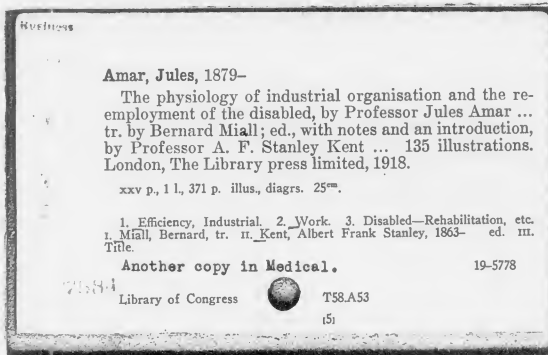 Business
Amar, Jules, 1879–
The physiology of industrial organisation and the re-
employment of the disabled, by Professor Jules Amar ...
tr. by Bernard Miall; ed., with notes and an introduction,
by Professor A. F. Stanley Kent ... 135 illustrations.
London, The Library press limited, 1918.
xxv p., 1 l., 371 p. illus., diagrs. 25ᶜᵐ.
1. Efficiency, Industrial. 2. Work. 3. Disabled—Rehabilitation, etc.
I. Miall, Bernard, tr. II. Kent, Albert Frank Stanley, 1863– ed. III.
Title.
Another copy in Medical. 19–5778
Library of Congress T58.A53
[5]